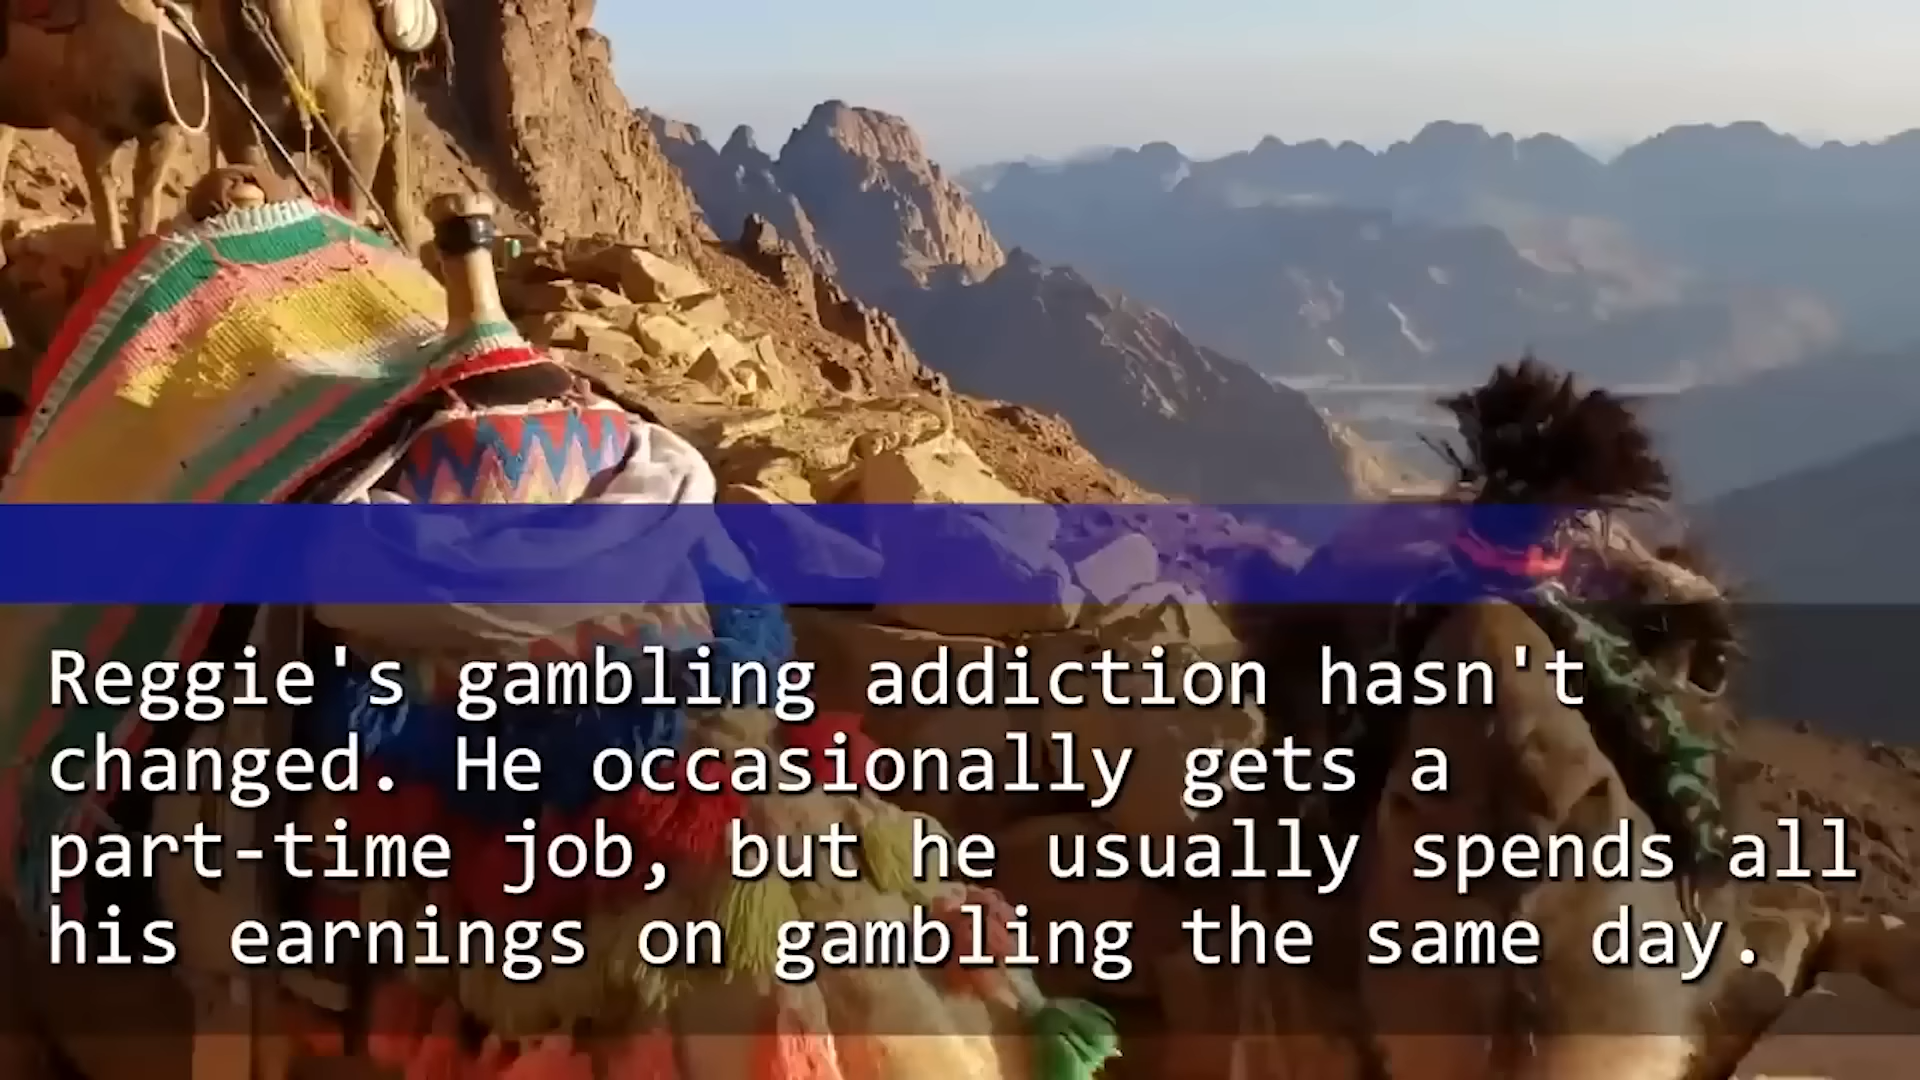 Reggie's gambling addiction hasn't
changed. He occasionally gets a
part-time job, but he usually spends all
his earnings on gambling the same day.